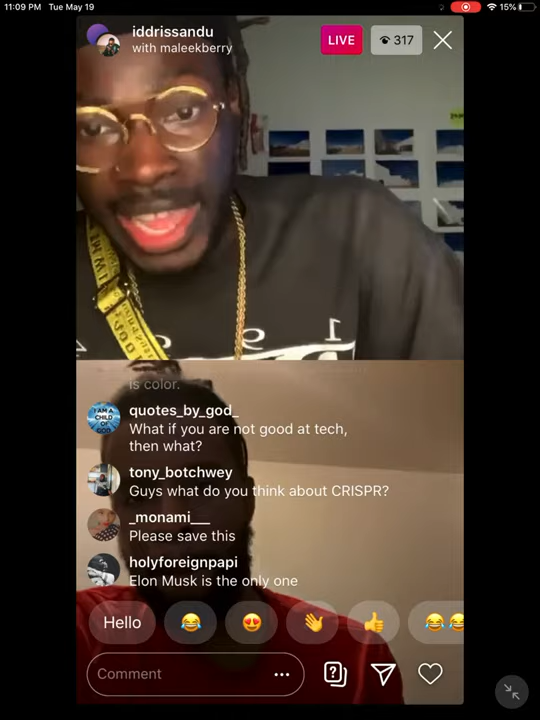 11:09 PM Tue May 19
15%
iddrissandu
with maleekberry
LIVE
317
is color.
quotes_by_god_
What if you are not good at tech,
then what?
tony_botchwey
Guys what do you think about CRISPR?
_monami___
Please save this
holyforeignpapi
Elon Musk is the only one
Hello
Comment